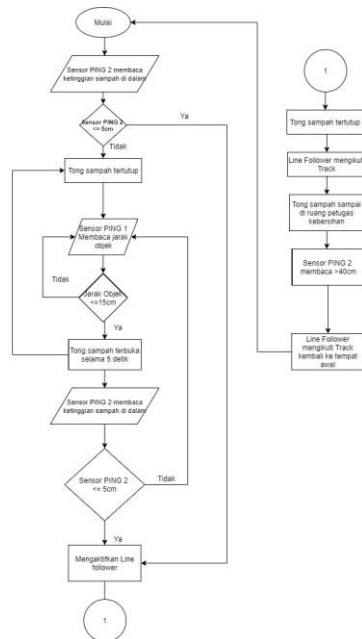 Mulai
Sensor PING 2 membaca
ketinggian sampah di dalam
Sensor PING 2
<= 5cm
Ya
Tidak
Tong sampah tertutup
Sensor PING 1
Membaca jarak
objek
Tidak
Jarak Objek
<=15cm
Ya
Tong sampah terbuka
selama 5 detik
Sensor PING 2 membaca
ketinggian sampah di dalam
Sensor PING 2
<= 5cm
Tidak
Ya
Mengaktifkan Line
follower
1
1
Tong sampah tertutup
Line Follower mengikuti
Track
Tong sampah sampai
di ruang petugas
kebersihan
Sensor PING 2
membaca >40cm
Line Follower
mengikuti Track
kembali ke tempat
awal